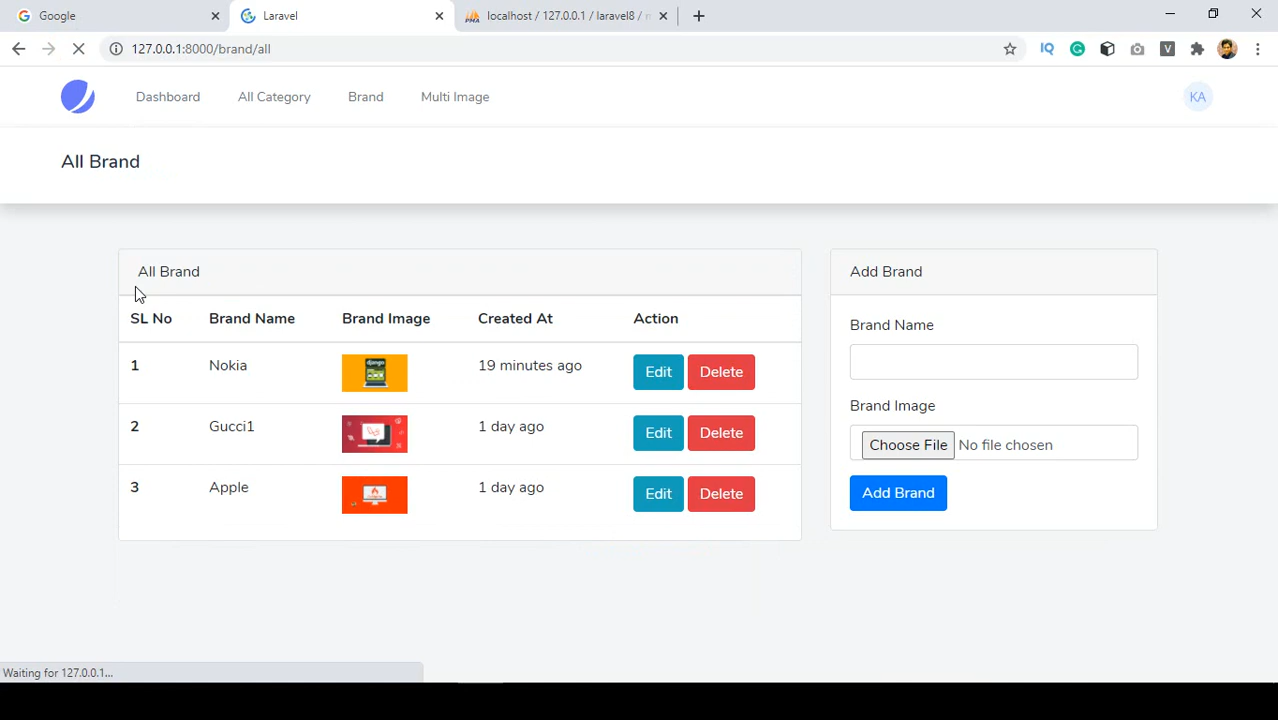 Google
Laravel
localhost / 127.0.0.1 / laravel8 /
127.0.0.1:8000/brand/all
IQ
V
Dashboard
All Category
Brand
Multi Image
KA
All Brand
All Brand
SL No Brand Name Brand Image Created At Action
1 Nokia 19 minutes ago Edit Delete
2 Gucci1 1 day ago Edit Delete
3 Apple 1 day ago Edit Delete
Add Brand
Brand Name
Brand Image
Choose File No file chosen
Add Brand
Waiting for 127.0.0.1...